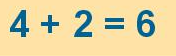 4 + 2 = 6